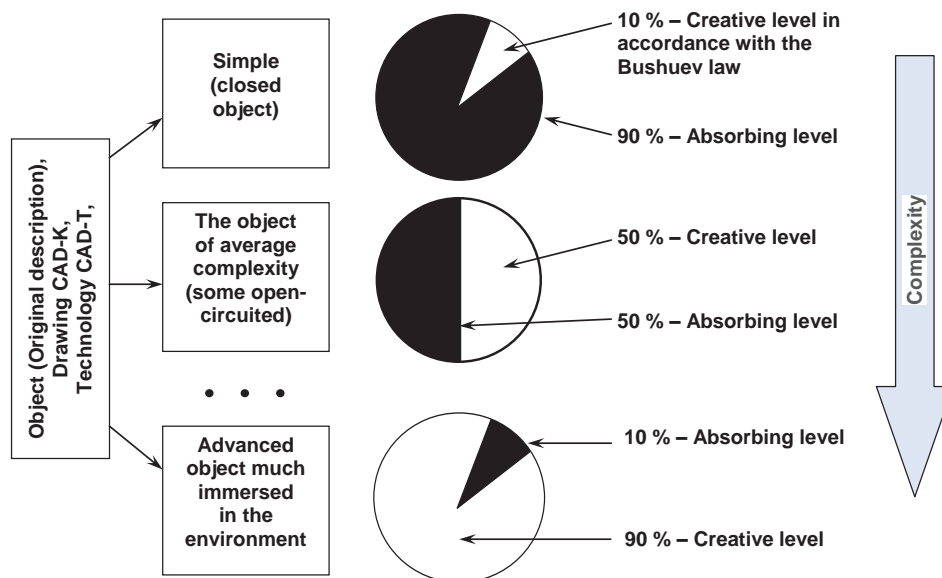 Object (Original description),
Drawing CAD-K,
Technology CAD-T,
Simple
(closed
object)
10 % – Creative level in
accordance with the
Bushuev law
90 % – Absorbing level
The object
of average
complexity
(some open-
circuited)
50 % – Creative level
50 % – Absorbing level
• • •
Advanced
object much
immersed
in the
environment
10 % – Absorbing level
90 % – Creative level
Complexity